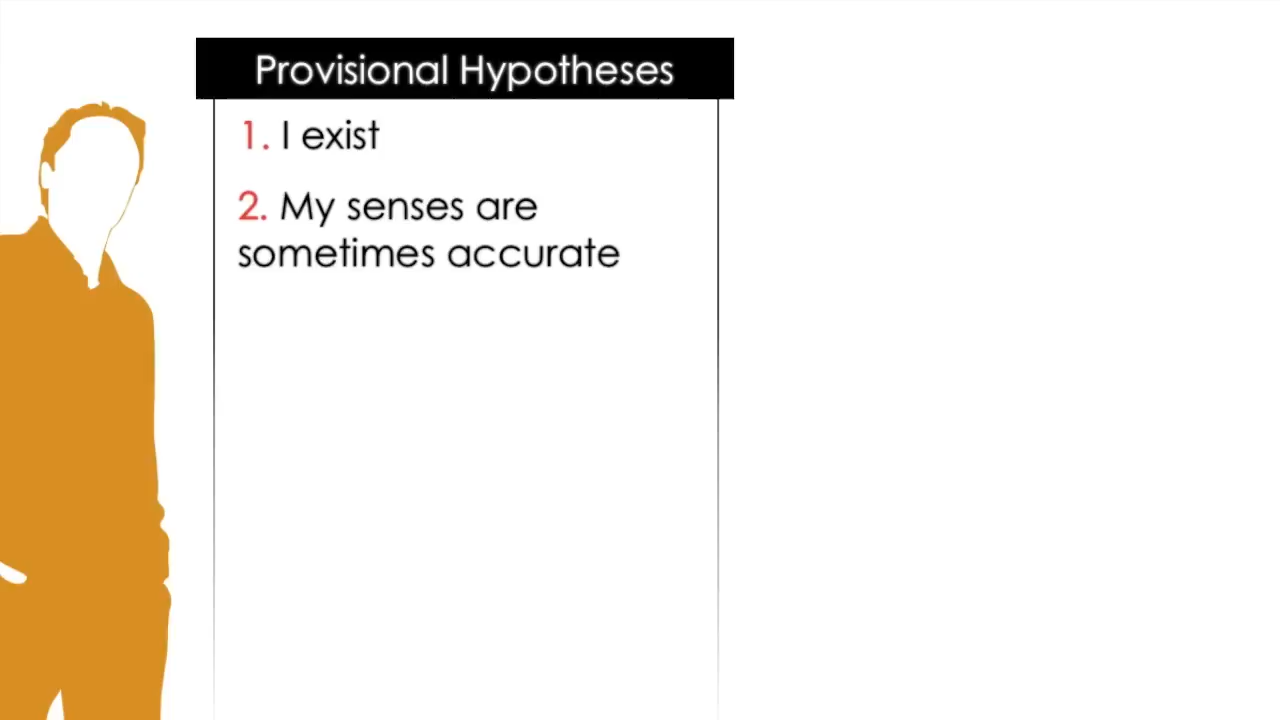 Provisional Hypotheses
1. I exist
2. My senses are
sometimes accurate